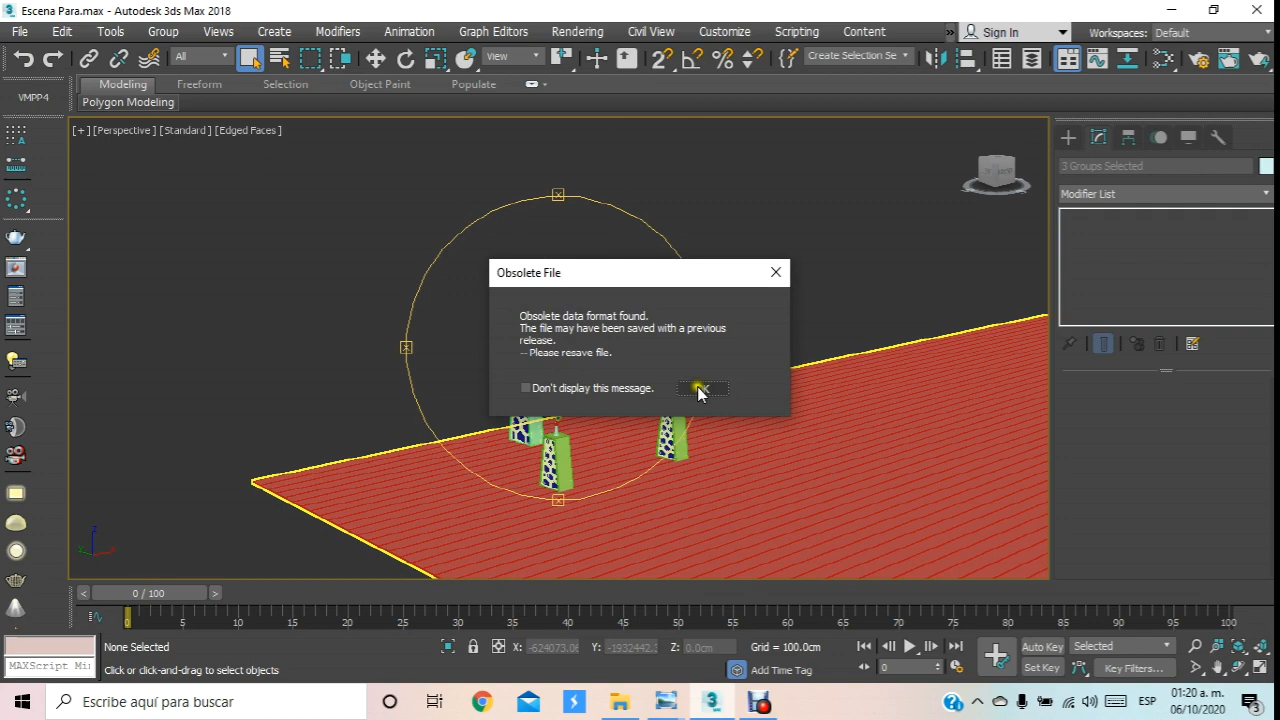 Escena Para.max - Autodesk 3ds Max 2018
File Edit Tools Group Views Create Modifiers Animation Graph Editors Rendering Civil View Customize Scripting Content » Sign In Workspaces: Default
All View Create Selection Se
Modeling Freeform Selection Object Paint Populate
VMPP4
Polygon Modeling
[+] [Perspective] [Standard] [Edged Faces]
3 Groups Selected
Modifier List
Obsolete File
Obsolete data format found.
The file may have been saved with a previous
release.
-- Please resave file.
Don't display this message.
< 0 / 100 >
0 5 10 15 20 25 30 35 40 45 50 55 60 65 70 75 80 85 90 95 100
None Selected X: -624073.06 Y: -1932442.3 Z: 0.0cm Grid = 100.0cm Auto Key Selected
MAXScript Mi Click or click-and-drag to select objects Add Time Tag 0 Set Key Key Filters...
Escribe aquí para buscar
ESP
01:20 a. m.
06/10/2020
3